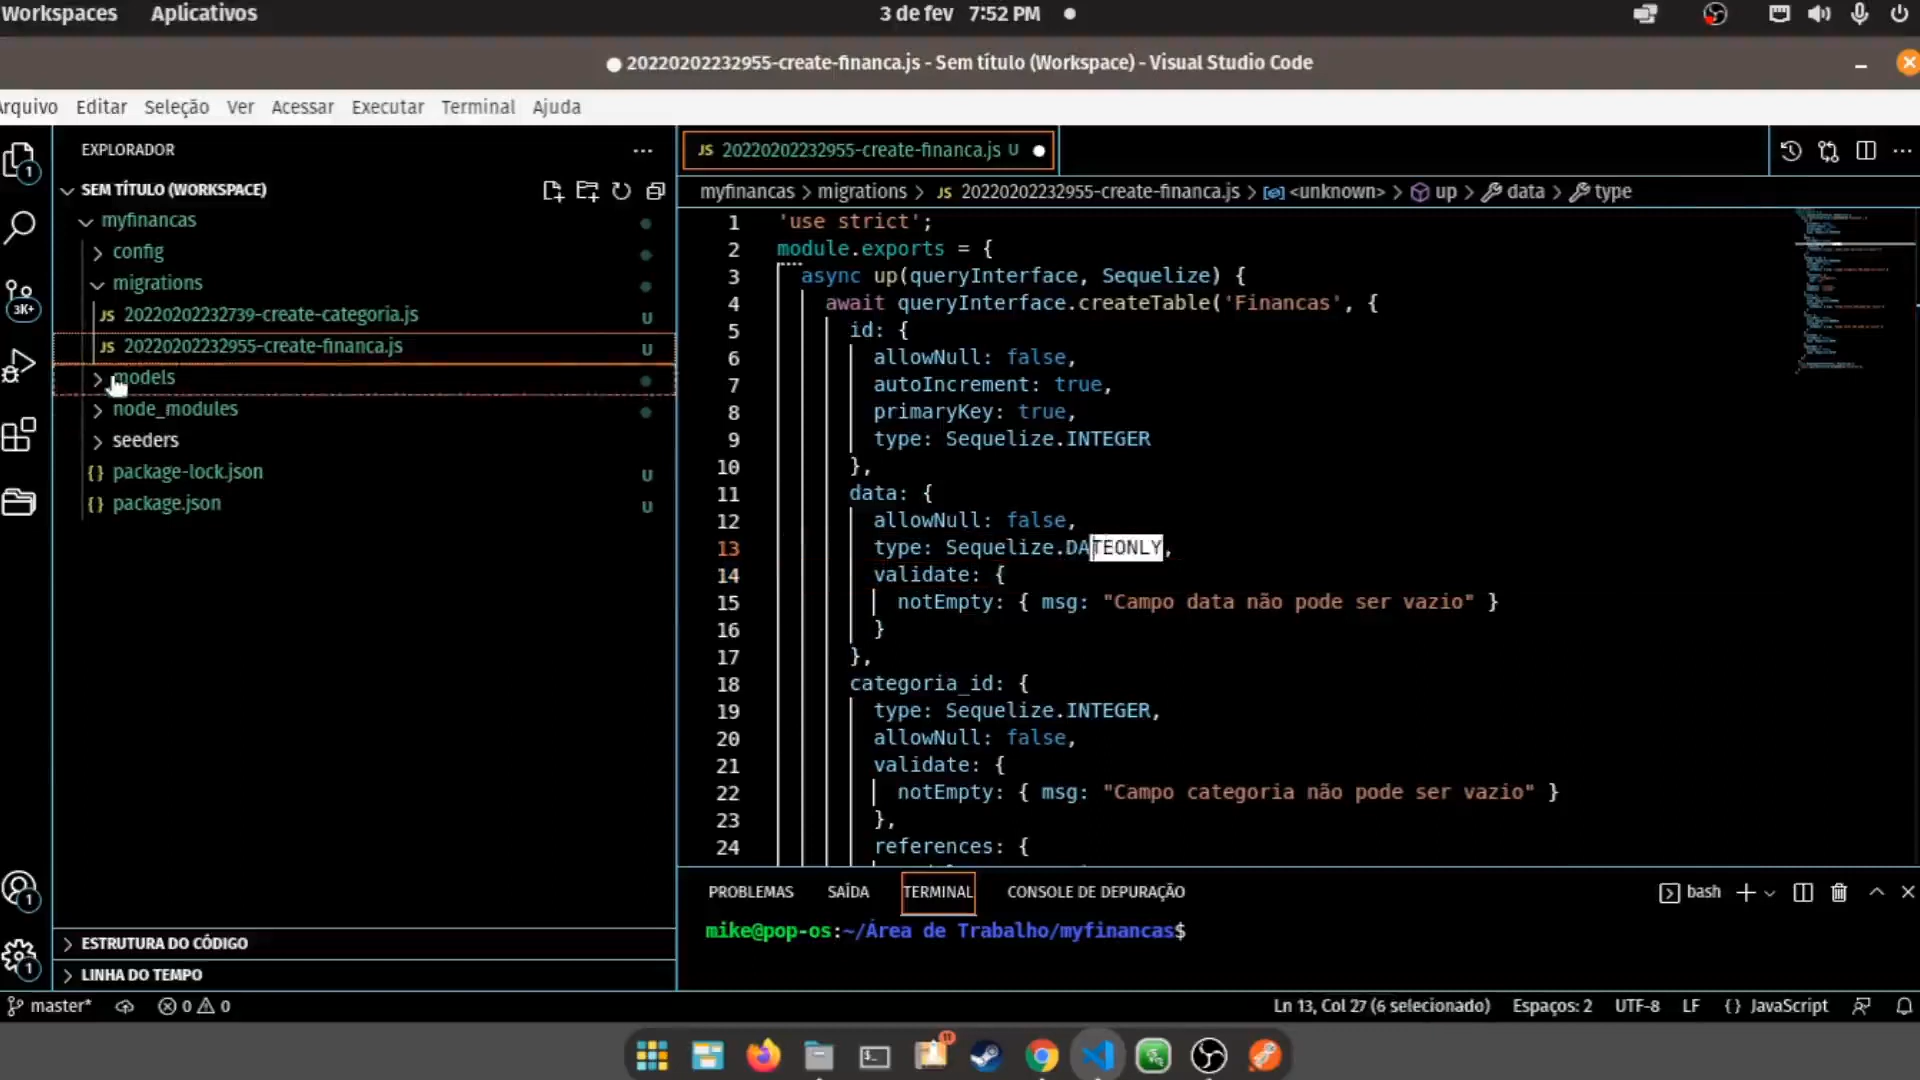 Workspaces Aplicativos 3 de fev 7:52 PM
20220202232955-create-financa.js - Sem título (Workspace) - Visual Studio Code
Arquivo Editar Seleção Ver Acessar Executar Terminal Ajuda
EXPLORADOR
SEM TÍTULO (WORKSPACE)
myfinancas
config
migrations
JS 20220202232739-create-categoria.js U
JS 20220202232955-create-financa.js U
models
node_modules
seeders
{} package-lock.json U
{} package.json U
ESTRUTURA DO CÓDIGO
LINHA DO TEMPO
1
3K+
1
1
JS 20220202232955-create-financa.js U
myfinancas > migrations > JS 20220202232955-create-financa.js > <unknown> > up > data > type
1 'use strict';
2 module.exports = {
3 async up(queryInterface, Sequelize) {
4 await queryInterface.createTable('Financas', {
5 id: {
6 allowNull: false,
7 autoIncrement: true,
8 primaryKey: true,
9 type: Sequelize.INTEGER
10 },
11 data: {
12 allowNull: false,
13 type: Sequelize.DATEONLY,
14 validate: {
15 notEmpty: { msg: "Campo data não pode ser vazio" }
16 }
17 },
18 categoria_id: {
19 type: Sequelize.INTEGER,
20 allowNull: false,
21 validate: {
22 notEmpty: { msg: "Campo categoria não pode ser vazio" }
23 },
24 references: {
PROBLEMAS SAÍDA TERMINAL CONSOLE DE DEPURAÇÃO bash
mike@pop-os:~/Área de Trabalho/myfinancas$
master* 0 0 Ln 13, Col 27 (6 selecionado) Espaços: 2 UTF-8 LF {} JavaScript